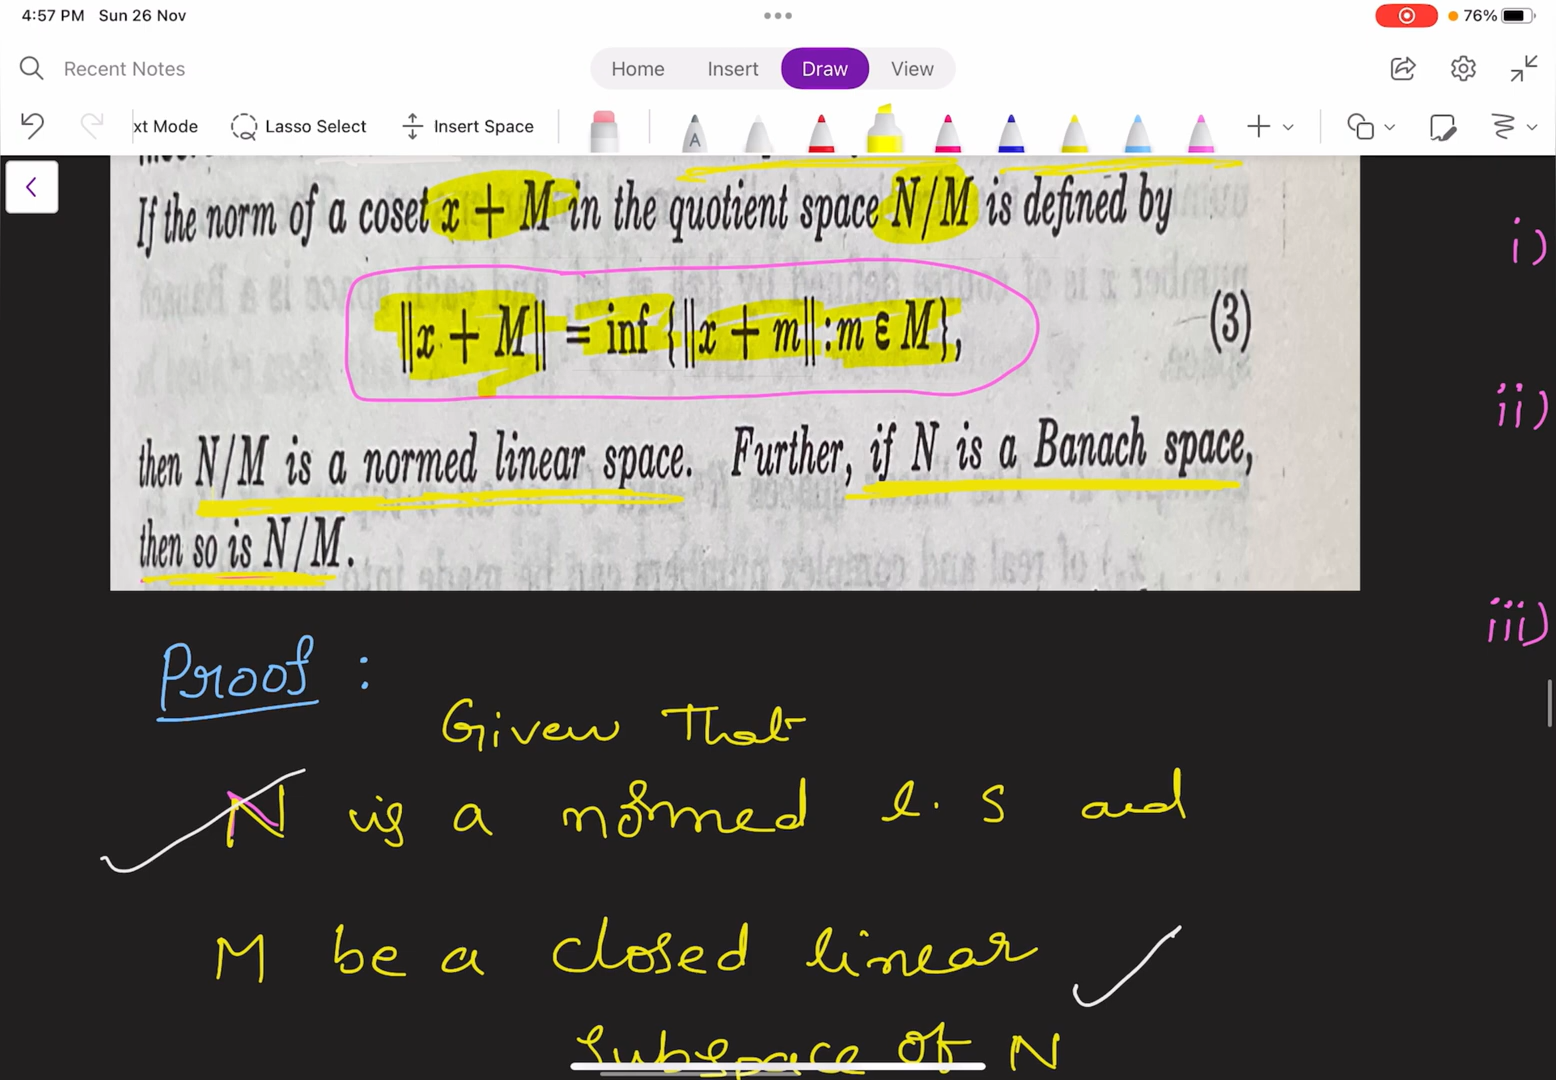 4:57 PM Sun 26 Nov
76%
Recent Notes
Home Insert Draw View
xt Mode Lasso Select Insert Space
A
If the norm of a coset x + M in the quotient space N/M is defined by
‖x + M‖ = inf {‖x + m‖ : m ε M}, (3)
then N/M is a normed linear space. Further, if N is a Banach space,
then so is N/M.
i)
ii)
iii)
Proof :
Given That
N is a normed l. S and
M be a closed linear
Subspace of N